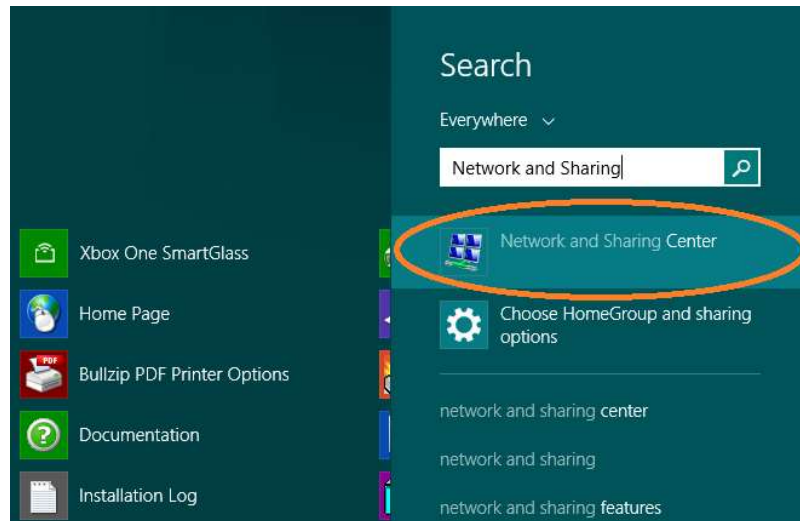 Search
Everywhere
Network and Sharing
Network and Sharing Center
Choose HomeGroup and sharing
options
network and sharing center
network and sharing
network and sharing features
Xbox One SmartGlass
Home Page
PDF
Bullzip PDF Printer Options
Documentation
Installation Log